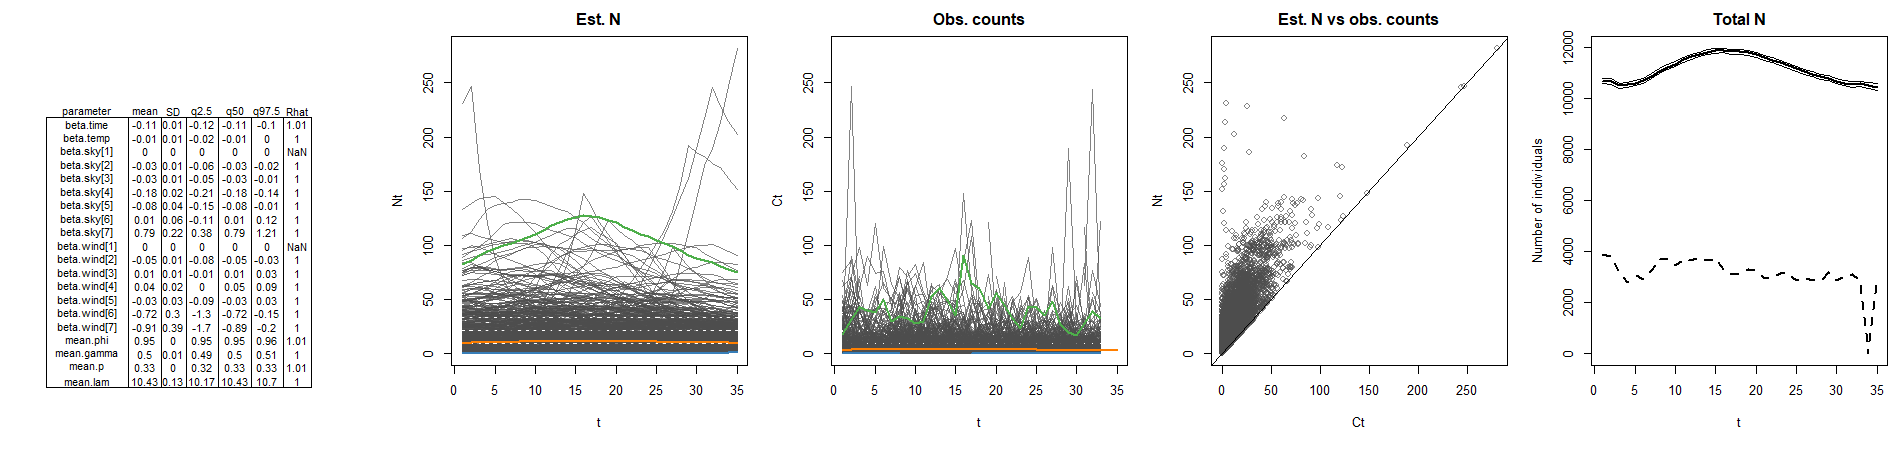 parameter mean SD q2.5 q50 q97.5 Rhat
beta.time -0.11 0.01 -0.12 -0.11 -0.1 1.01
beta.temp -0.01 0.01 -0.02 -0.01 0 1
beta.sky[1] 0 0 0 0 0 NaN
beta.sky[2] -0.03 0.01 -0.06 -0.03 -0.02 1
beta.sky[3] -0.03 0.01 -0.05 -0.03 -0.01 1
beta.sky[4] -0.18 0.02 -0.21 -0.18 -0.14 1
beta.sky[5] -0.08 0.04 -0.15 -0.08 -0.01 1
beta.sky[6] 0.01 0.06 -0.11 0.01 0.12 1
beta.sky[7] 0.79 0.22 0.38 0.79 1.21 1
beta.wind[1] 0 0 0 0 0 NaN
beta.wind[2] -0.05 0.01 -0.08 -0.05 -0.03 1
beta.wind[3] 0.01 0.01 -0.01 0.01 0.03 1
beta.wind[4] 0.04 0.02 0 0.05 0.09 1
beta.wind[5] -0.03 0.03 -0.09 -0.03 0.03 1
beta.wind[6] -0.72 0.3 -1.3 -0.72 -0.15 1
beta.wind[7] -0.91 0.39 -1.7 -0.89 -0.2 1
mean.phi 0.95 0 0.95 0.95 0.96 1.01
mean.gamma 0.5 0.01 0.49 0.5 0.51 1
mean.p 0.33 0 0.32 0.33 0.33 1.01
mean.lam 10.43 0.13 10.17 10.43 10.7 1
Est. N
Nt
0 50 100 150 200 250
0 5 10 15 20 25 30 35
t
Obs. counts
Ct
0 50 100 150 200 250
0 5 10 15 20 25 30 35
t
Est. N vs obs. counts
Nt
0 50 100 150 200 250
0 50 100 150 200 250
Ct
Total N
Number of individuals
0 2000 4000 6000 8000 10000 12000
0 5 10 15 20 25 30 35
t